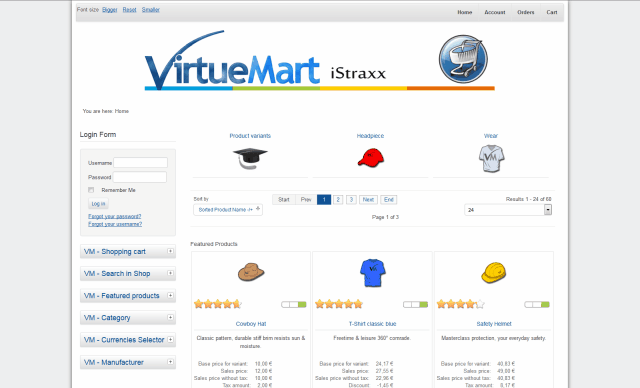 Font size: Bigger Reset Smaller
Home Account Orders Cart
VirtueMart iStraxx
You are here: Home
Login Form
Username
Password
Remember Me
Log in
Forgot your password?
Forgot your username?
VM - Shopping cart
VM - Search in Shop
VM - Featured products
VM - Category
VM - Currencies Selector
VM - Manufacturer
Product variants Headpiece Wear
VM
Sort by
Sorted Product Name -/+
Start Prev 1 2 3 Next End
Page 1 of 3
Results 1 - 24 of 68
24
Featured Products
Cowboy Hat
Classic pattern, durable stiff brim resists sun & moisture.
Base price for variant: 10,00 €
Sales price: 12,00 €
Sales price without tax: 10,00 €
Tax amount: 2,00 €
T-Shirt classic blue
Freetime & leisure 360° comrade
Base price for variant: 24,17 €
Sales price: 27,55 €
Sales price without tax: 22,96 €
Discount: -1,45 €
Safety Helmet
Masterclass protection, your everyday safety.
Base price for variant: 40,83 €
Sales price: 49,00 €
Sales price without tax: 40,83 €
Tax amount: 8,17 €